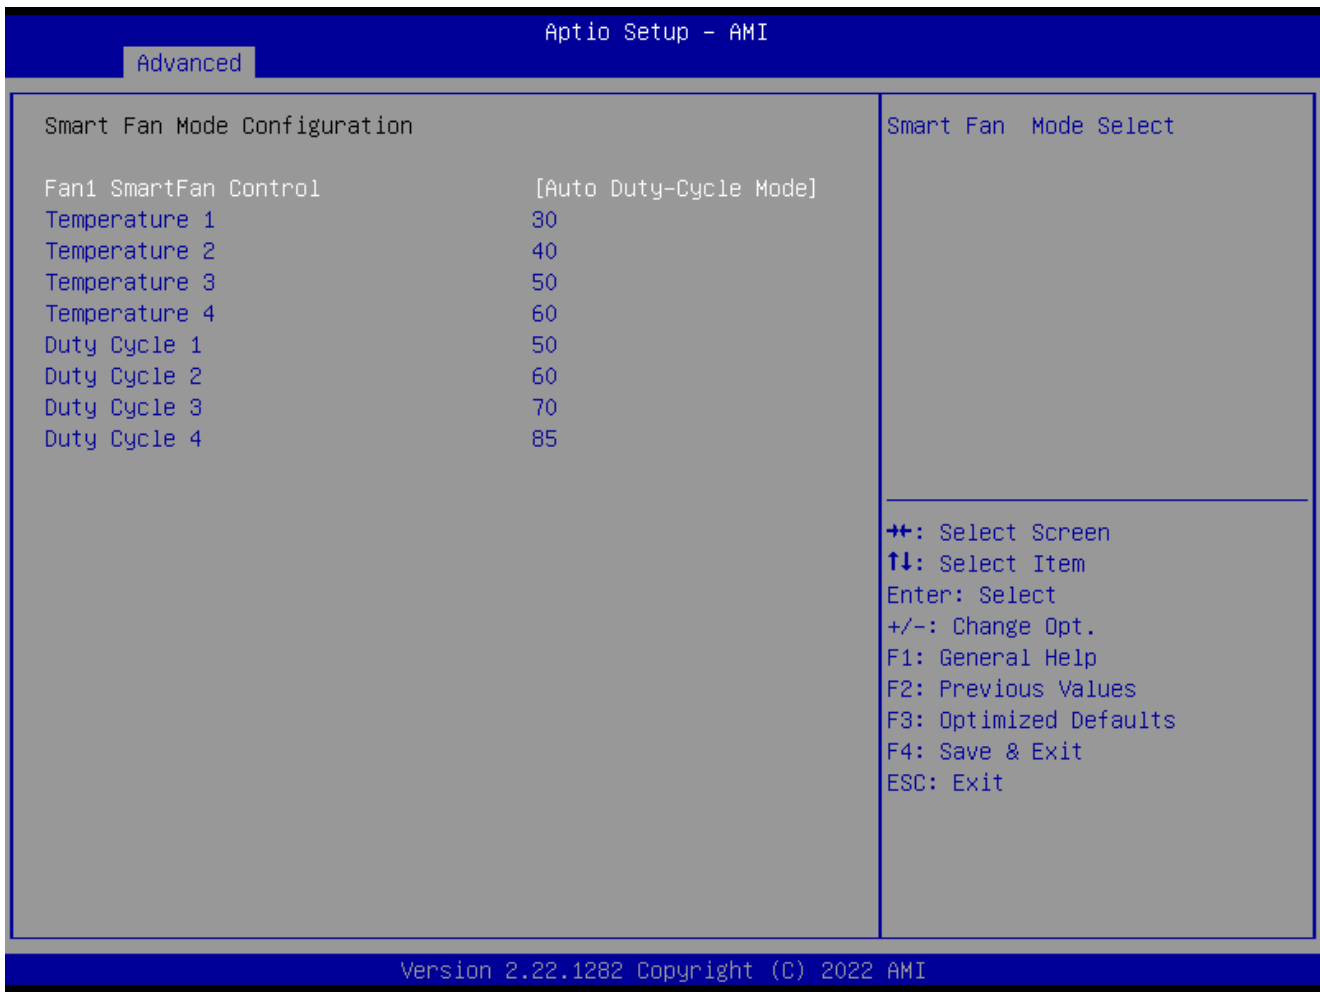 Aptio Setup – AMI
Advanced
Smart Fan Mode Configuration
Fan1 SmartFan Control [Auto Duty-Cycle Mode]
Temperature 1 30
Temperature 2 40
Temperature 3 50
Temperature 4 60
Duty Cycle 1 50
Duty Cycle 2 60
Duty Cycle 3 70
Duty Cycle 4 85
Smart Fan  Mode Select
→←: Select Screen
↑↓: Select Item
Enter: Select
+/-: Change Opt.
F1: General Help
F2: Previous Values
F3: Optimized Defaults
F4: Save & Exit
ESC: Exit
Version 2.22.1282 Copyright (C) 2022 AMI